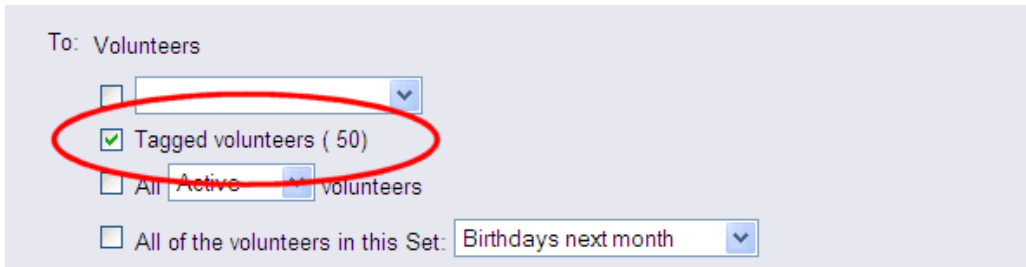 To: Volunteers
Tagged volunteers ( 50)
All Active volunteers
All of the volunteers in this Set: Birthdays next month